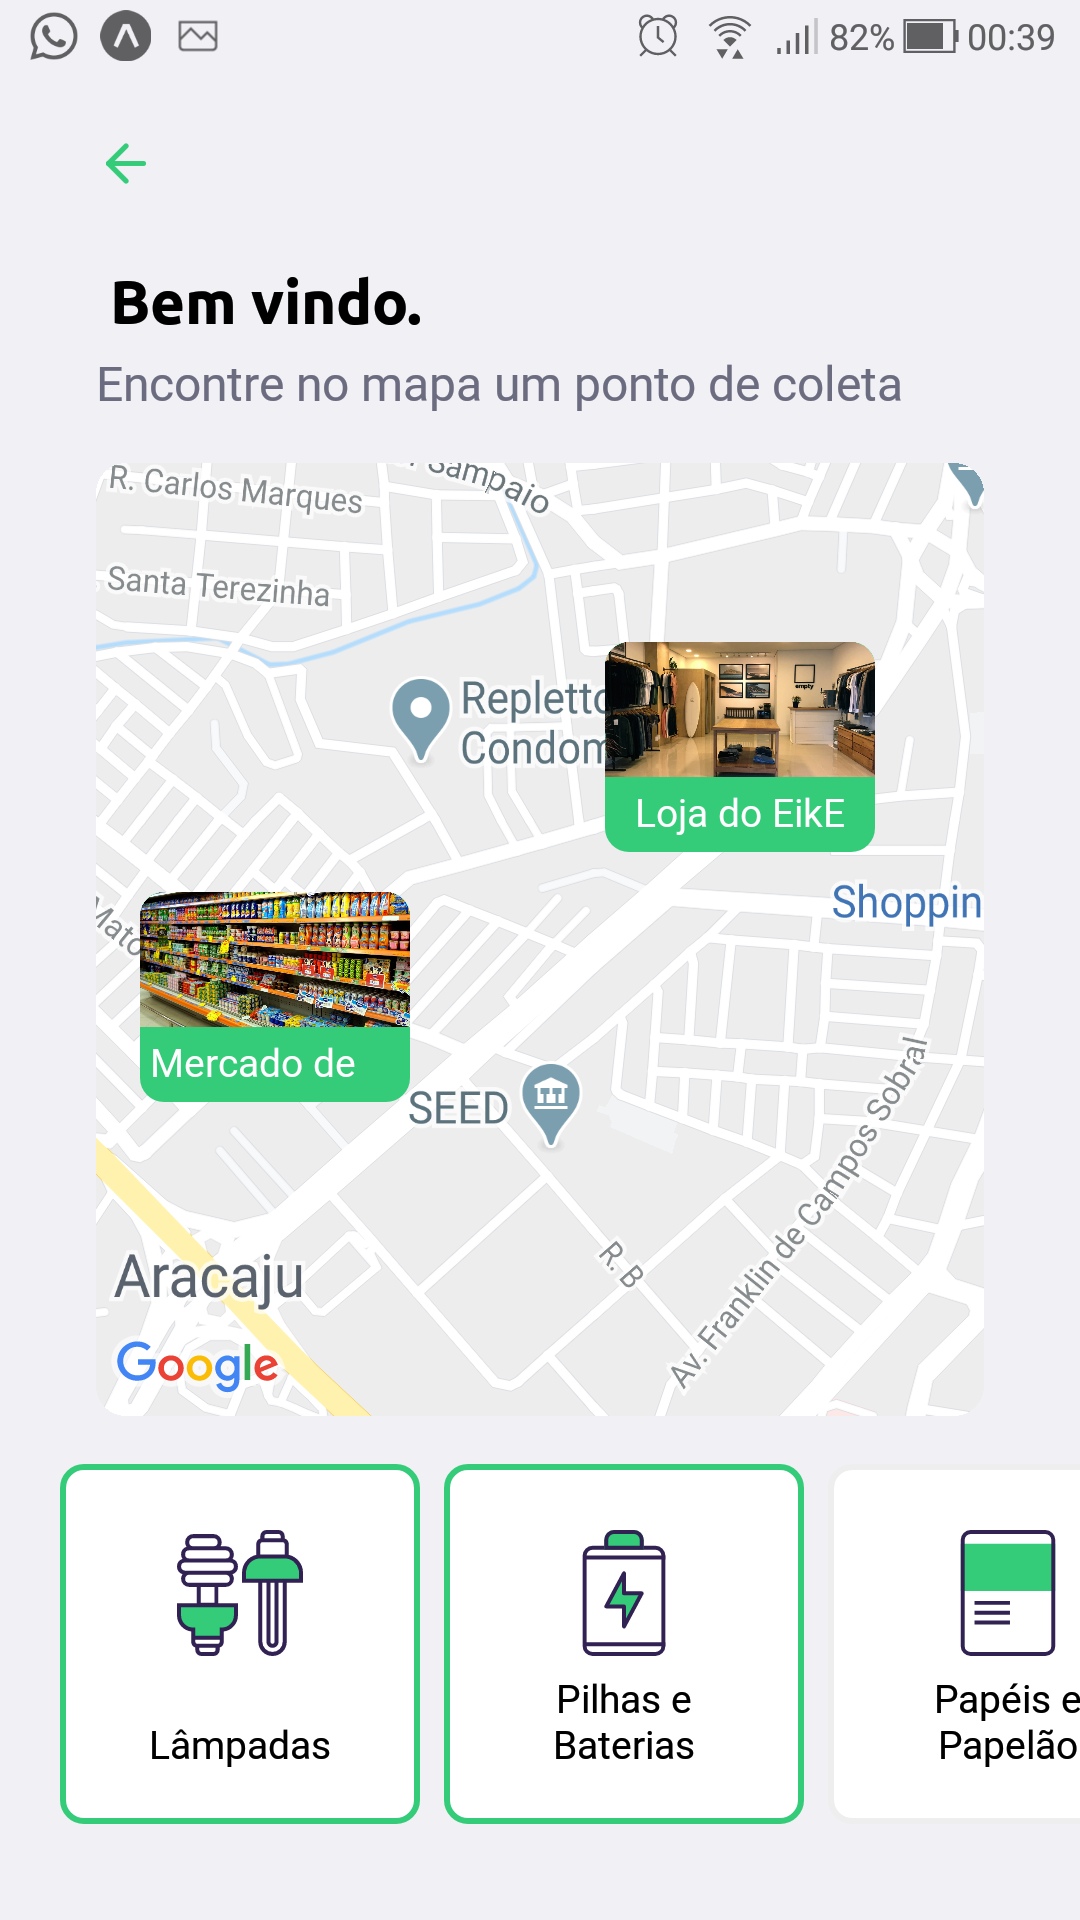 82% 00:39
Bem vindo.
Encontre no mapa um ponto de coleta
Sampaio
R. Carlos Marques
Santa Terezinha
empty
Repletto
Condom
Loja do EikE
Shoppin
Mato
Mercado de
SEED
Av. Franklin de Campos Sobral
R. B
Aracaju
Google
Lâmpadas
Pilhas e
Baterias
Papéis e
Papelão